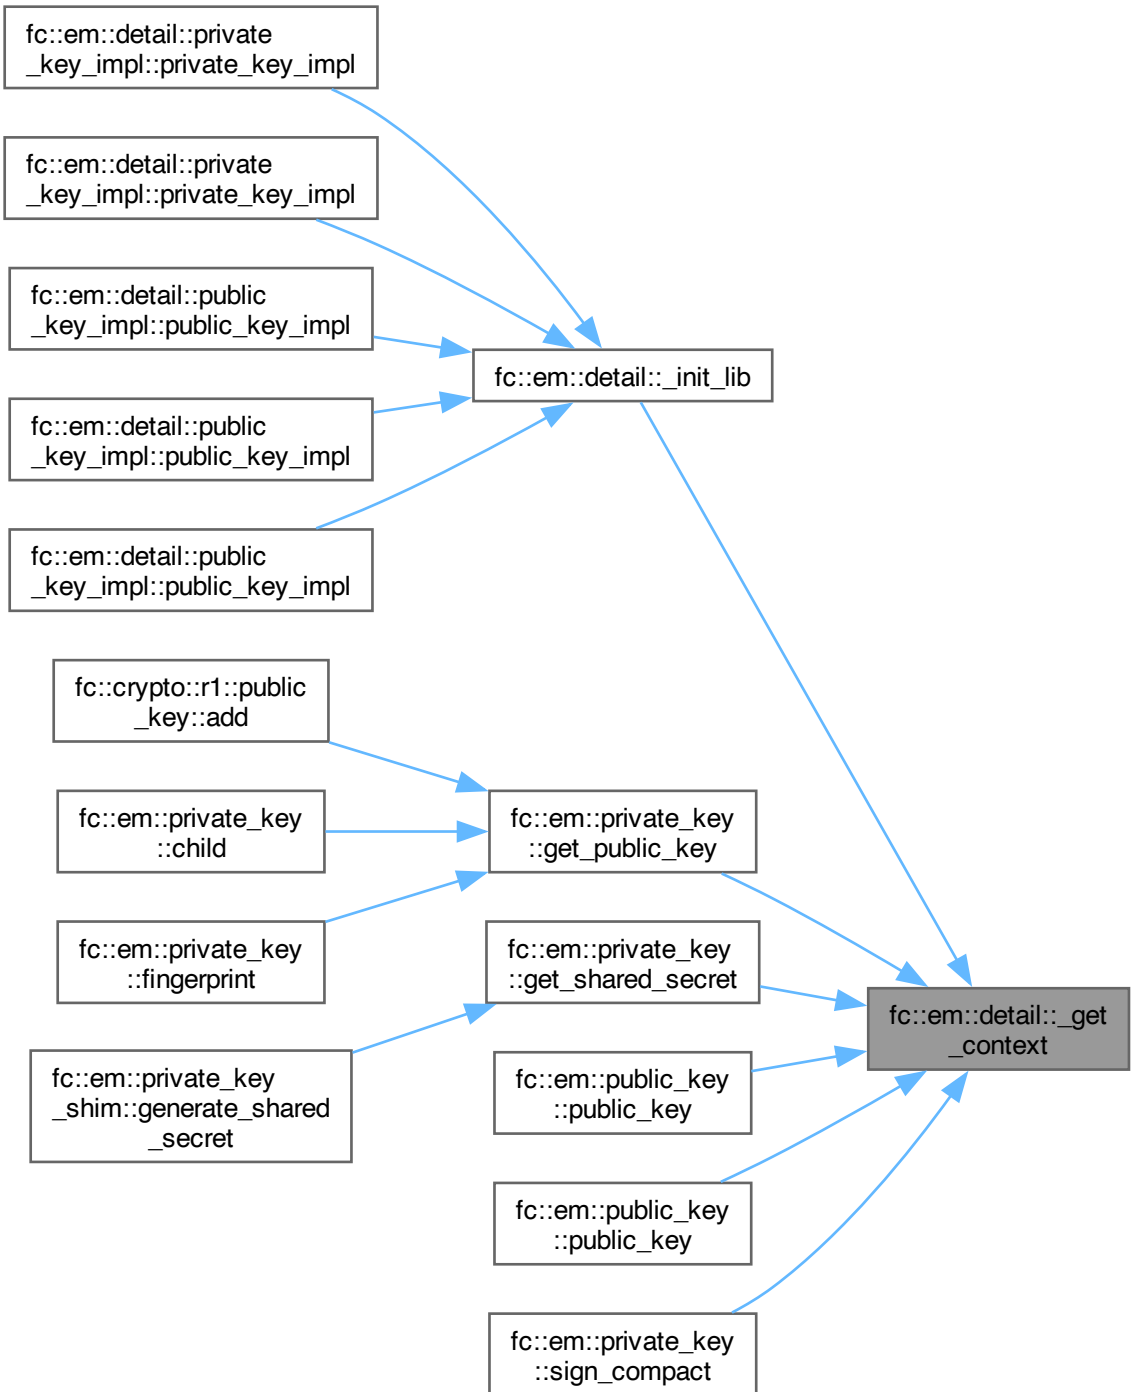 fc::em::detail::private
_key_impl::private_key_impl
fc::em::detail::private
_key_impl::private_key_impl
fc::em::detail::public
_key_impl::public_key_impl
fc::em::detail::_init_lib
fc::em::detail::public
_key_impl::public_key_impl
fc::em::detail::public
_key_impl::public_key_impl
fc::crypto::r1::public
_key::add
fc::em::private_key
::child
fc::em::private_key
::get_public_key
fc::em::private_key
::fingerprint
fc::em::private_key
::get_shared_secret
fc::em::detail::_get
_context
fc::em::private_key
_shim::generate_shared
_secret
fc::em::public_key
::public_key
fc::em::public_key
::public_key
fc::em::private_key
::sign_compact